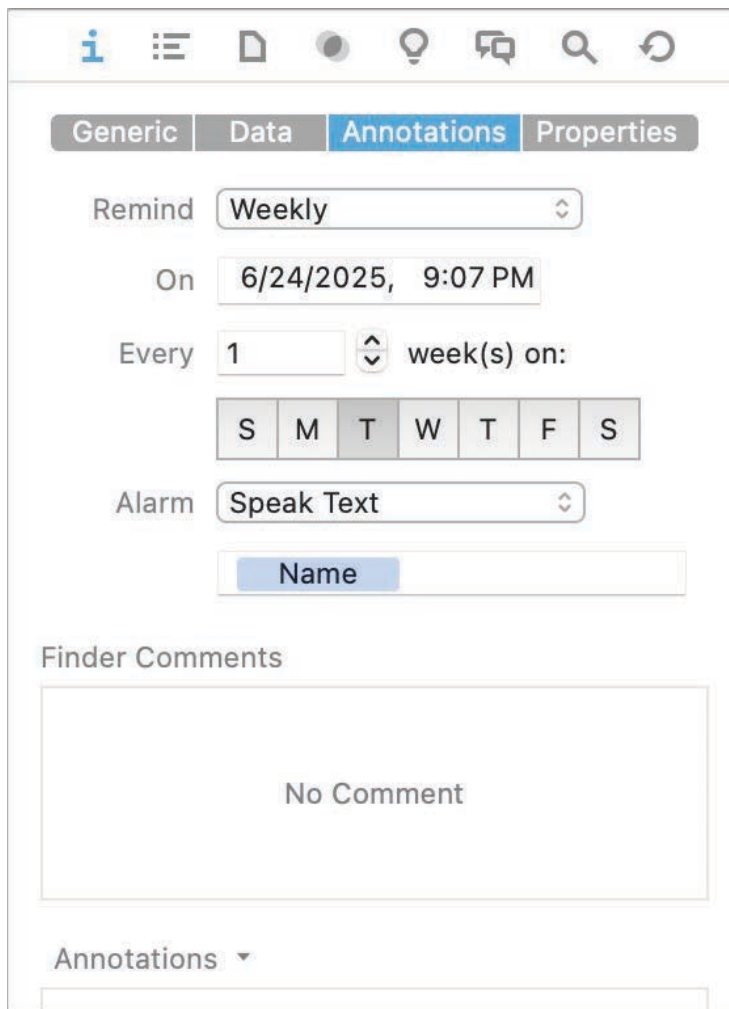 Generic Data Annotations Properties
Remind Weekly
On 6/24/2025, 9:07 PM
Every 1 week(s) on:
S M T W T F S
Alarm Speak Text
Name
Finder Comments
No Comment
Annotations